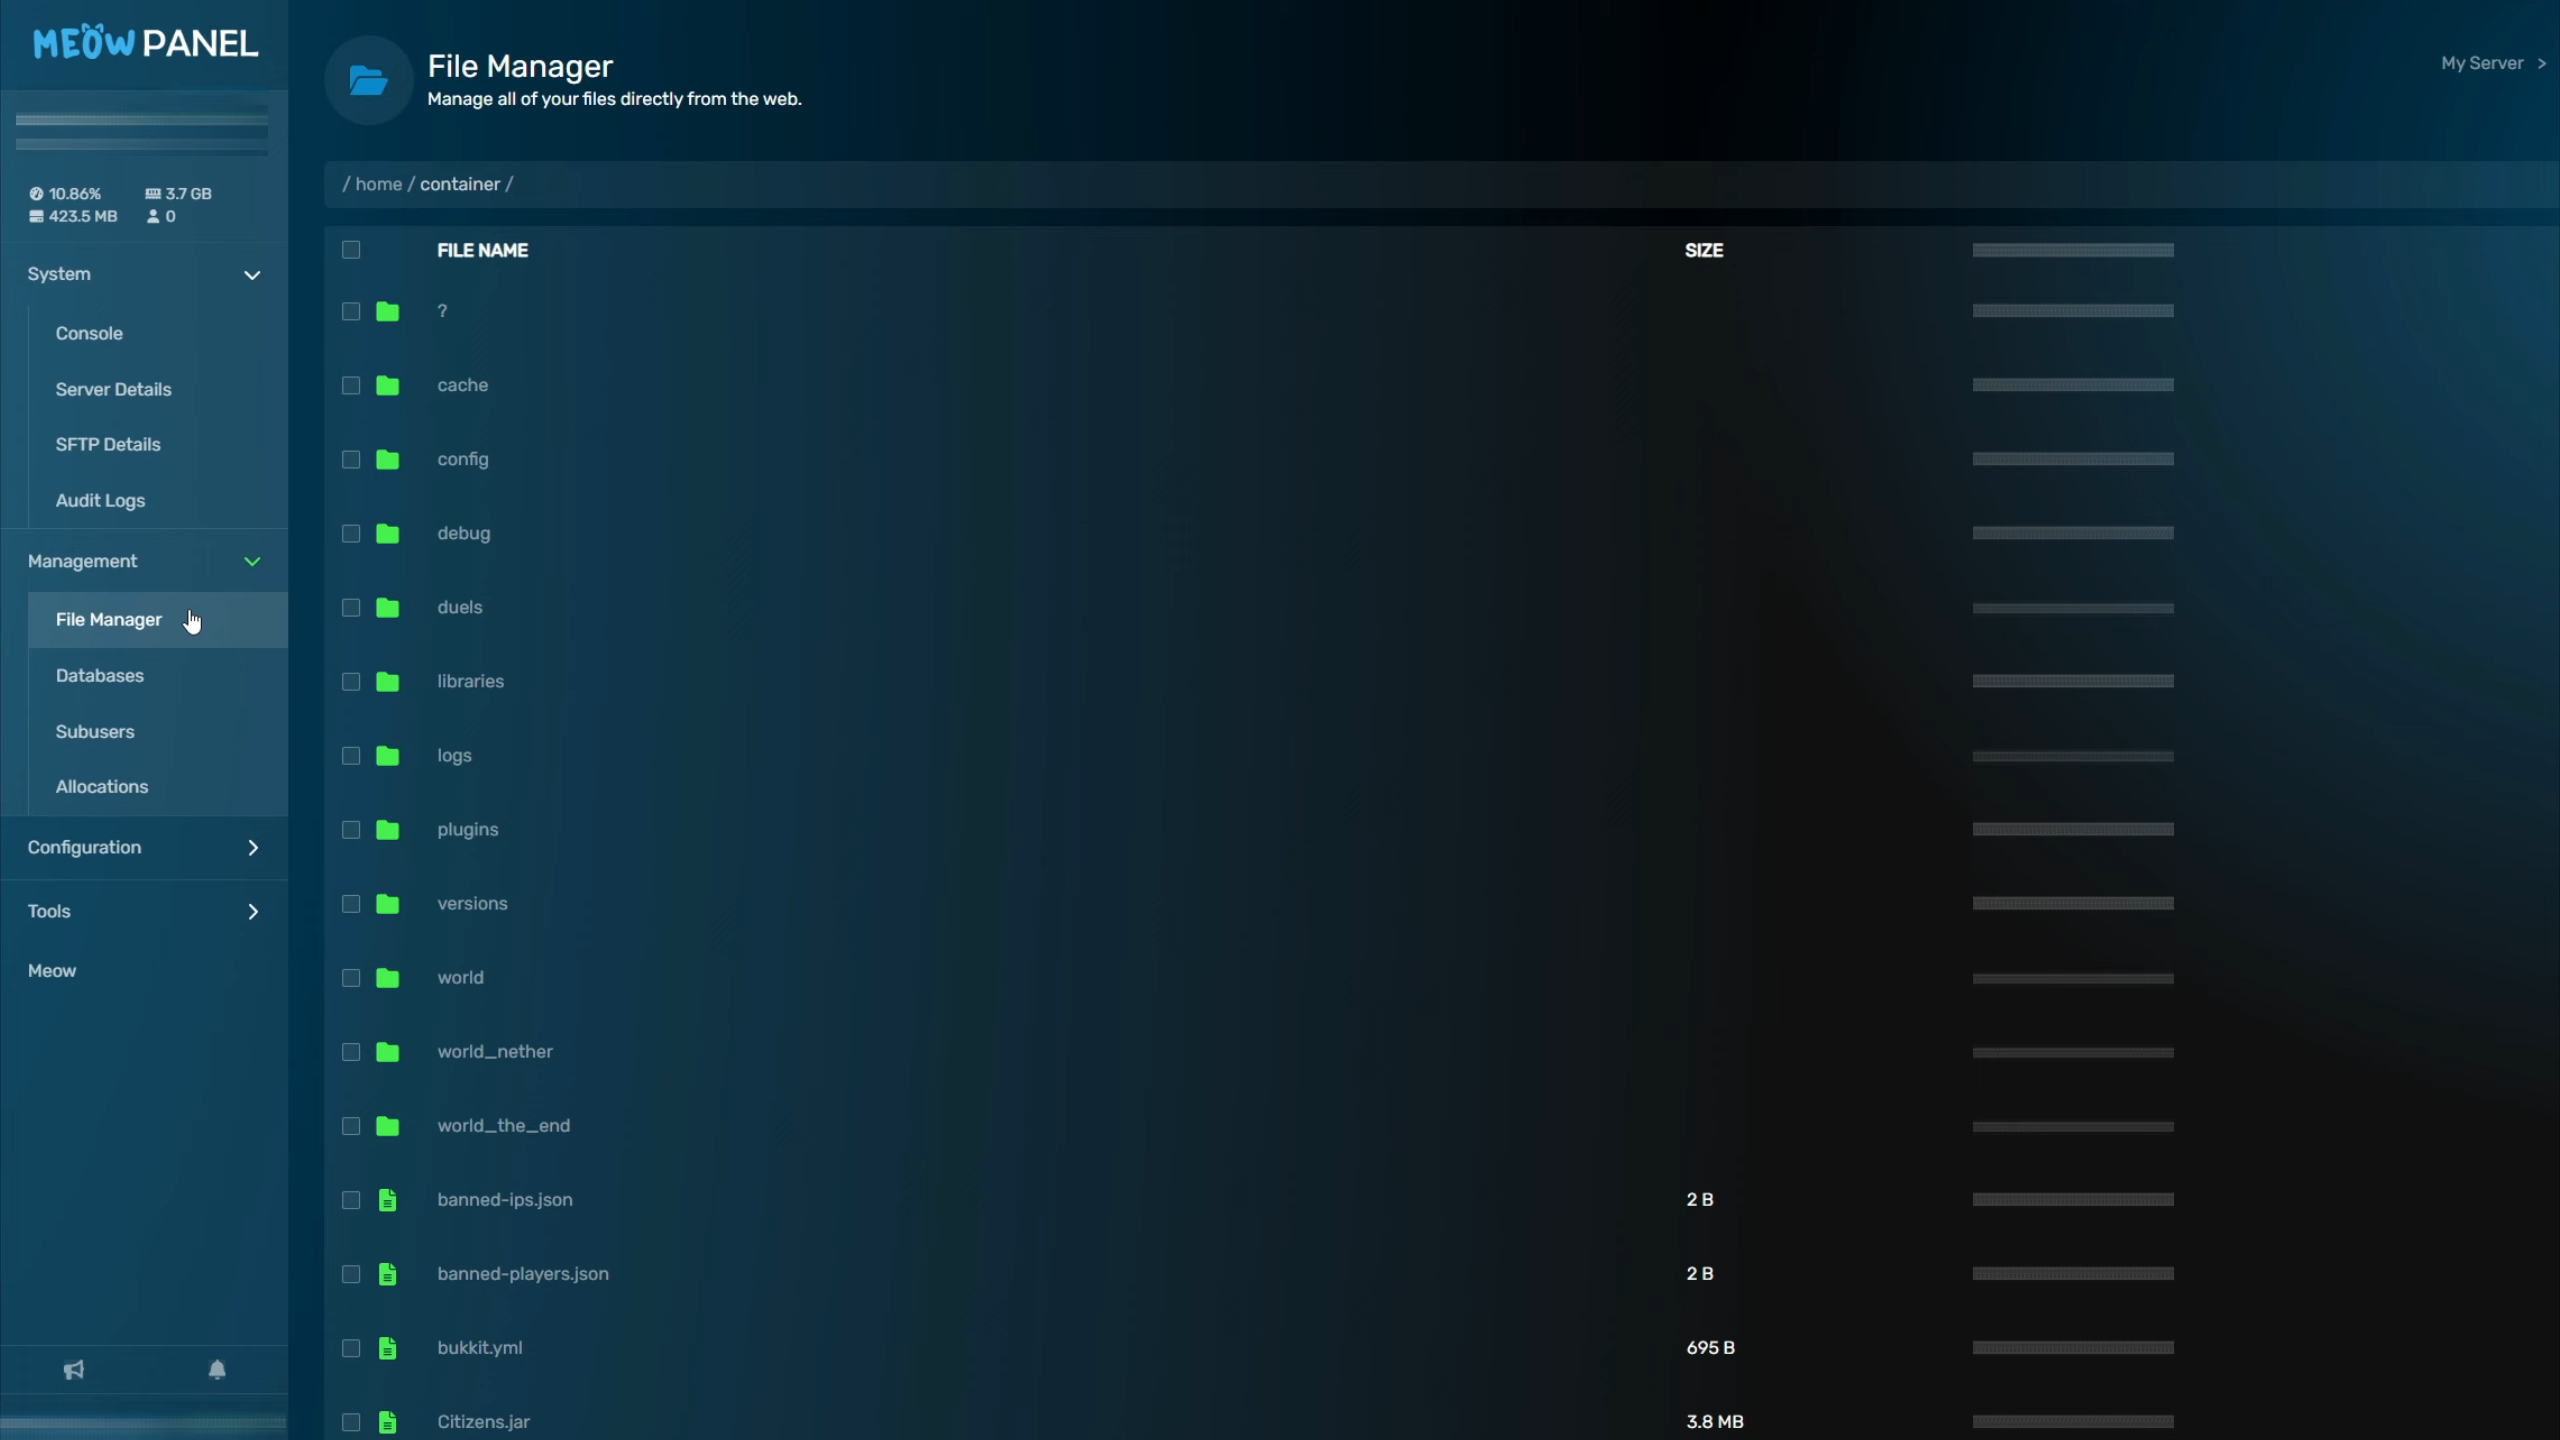 MEOW PANEL
File Manager
Manage all of your files directly from the web.
My Server >
10.86% 3.7 GB
423.5 MB 0
/ home / container /
FILE NAME SIZE
System
Console
Server Details
SFTP Details
Audit Logs
Management
File Manager
Databases
Subusers
Allocations
Configuration
Tools
Meow
?
cache
config
debug
duels
libraries
logs
plugins
versions
world
world_nether
world_the_end
banned-ips.json 2 B
banned-players.json 2 B
bukkit.yml 695 B
Citizens.jar 3.8 MB